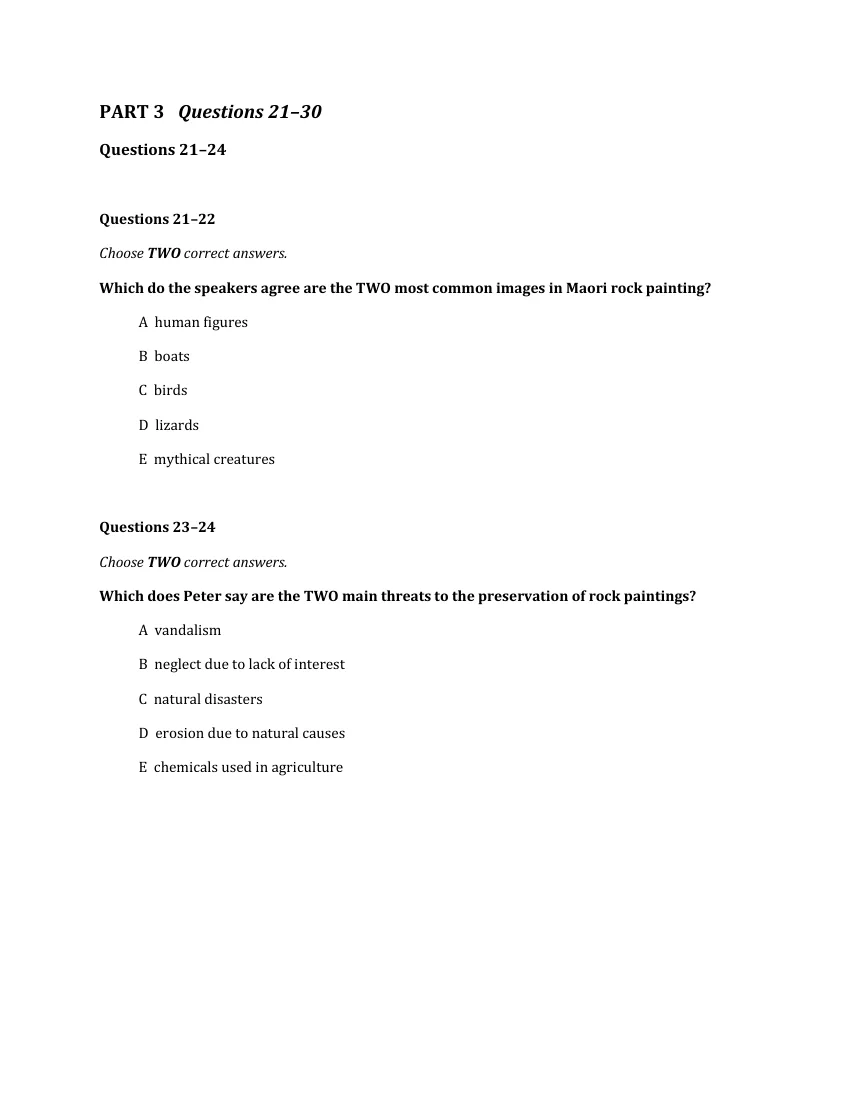 PART 3 Questions 21–30
Questions 21–24
Questions 21–22
Choose TWO correct answers.
Which do the speakers agree are the TWO most common images in Maori rock painting?
A human figures
B boats
C birds
D lizards
E mythical creatures
Questions 23–24
Choose TWO correct answers.
Which does Peter say are the TWO main threats to the preservation of rock paintings?
A vandalism
B neglect due to lack of interest
C natural disasters
D erosion due to natural causes
E chemicals used in agriculture